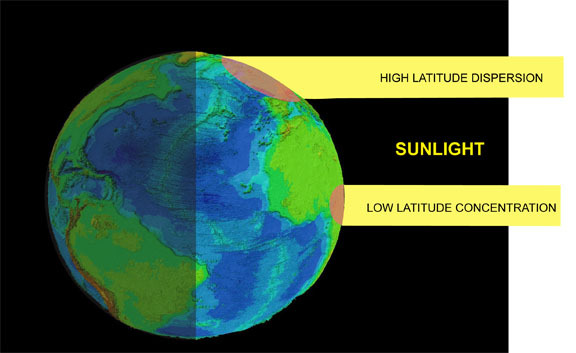 HIGH LATITUDE DISPERSION
SUNLIGHT
LOW LATITUDE CONCENTRATION